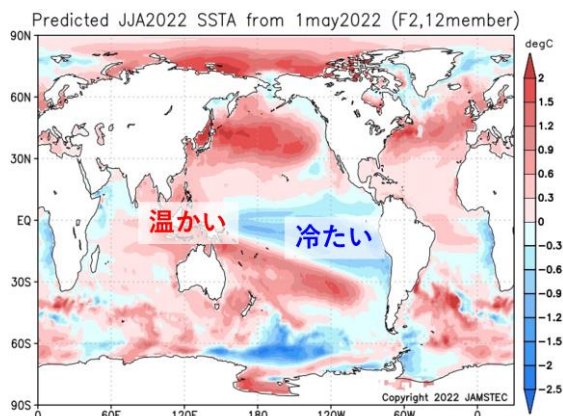 Predicted JJA2022 SSTA from 1may2022 (F2,12member)
degC
90N
60N
30N
EQ
30S
60S
90S
温かい
冷たい
2
1.5
1.2
0.9
0.6
0.3
0
-0.3
-0.5
-0.9
-1.2
-1.5
-2
-2.5
Copyright 2022 JAMSTEC
0
60E
120E
180
120W
60W
0